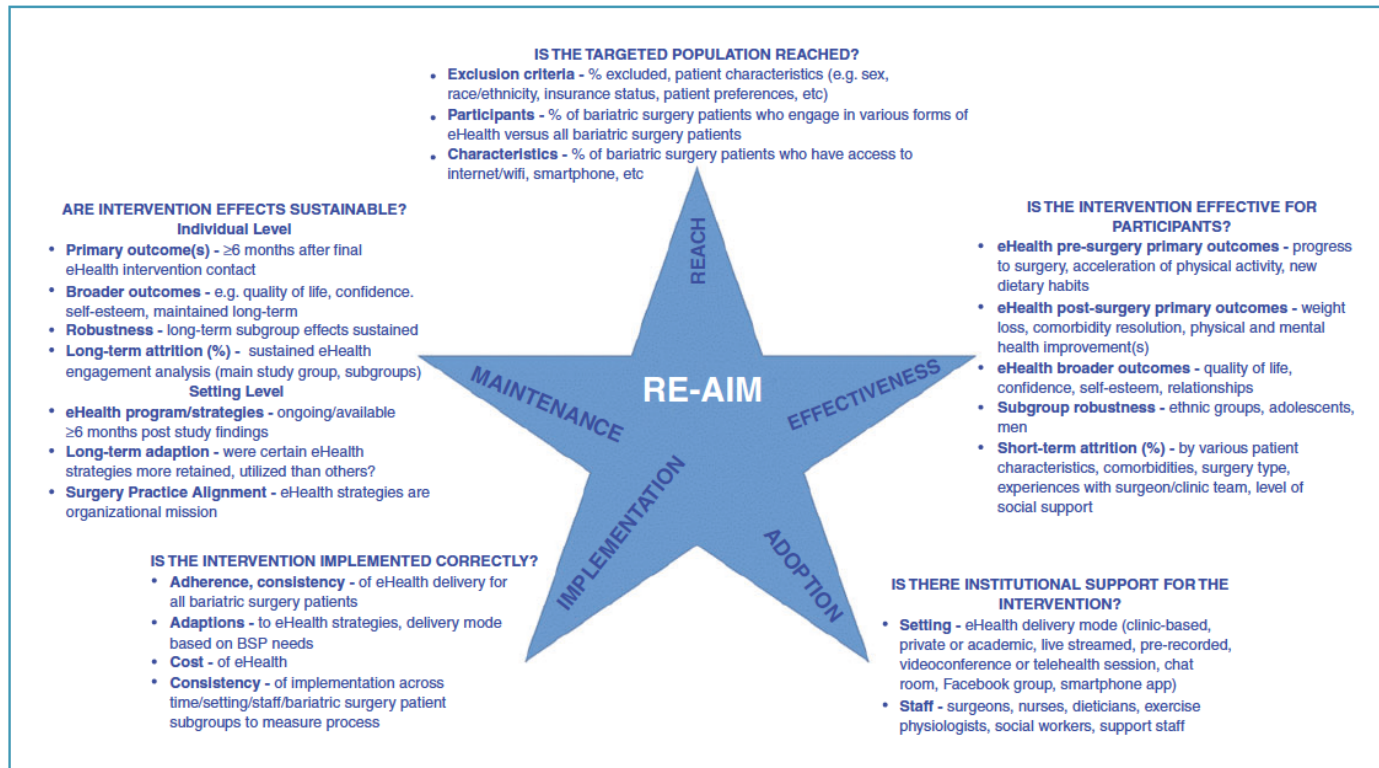 IS THE TARGETED POPULATION REACHED?
• Exclusion criteria - % excluded, patient characteristics (e.g. sex,
race/ethnicity, insurance status, patient preferences, etc)
• Participants - % of bariatric surgery patients who engage in various forms of
eHealth versus all bariatric surgery patients
• Characteristics - % of bariatric surgery patients who have access to
internet/wifi, smartphone, etc
ARE INTERVENTION EFFECTS SUSTAINABLE?
Individual Level
• Primary outcome(s) - ≥6 months after final
eHealth intervention contact
• Broader outcomes - e.g. quality of life, confidence.
self-esteem, maintained long-term
• Robustness - long-term subgroup effects sustained
• Long-term attrition (%) - sustained eHealth
engagement analysis (main study group, subgroups)
Setting Level
• eHealth program/strategies - ongoing/available
≥6 months post study findings
• Long-term adaption - were certain eHealth
strategies more retained, utilized than others?
• Surgery Practice Alignment - eHealth strategies are
organizational mission
IS THE INTERVENTION EFFECTIVE FOR
PARTICIPANTS?
• eHealth pre-surgery primary outcomes - progress
to surgery, acceleration of physical activity, new
dietary habits
• eHealth post-surgery primary outcomes - weight
loss, comorbidity resolution, physical and mental
health improvement(s)
• eHealth broader outcomes - quality of life,
confidence, self-esteem, relationships
• Subgroup robustness - ethnic groups, adolescents,
men
• Short-term attrition (%) - by various patient
characteristics, comorbidities, surgery type,
experiences with surgeon/clinic team, level of
social support
REACH
MAINTENANCE
RE-AIM
EFFECTIVENESS
IMPLEMENTATION
ADOPTION
IS THE INTERVENTION IMPLEMENTED CORRECTLY?
• Adherence, consistency - of eHealth delivery for
all bariatric surgery patients
• Adaptions - to eHealth strategies, delivery mode
based on BSP needs
• Cost - of eHealth
• Consistency - of implementation across
time/setting/staff/bariatric surgery patient
subgroups to measure process
IS THERE INSTITUTIONAL SUPPORT FOR THE
INTERVENTION?
• Setting - eHealth delivery mode (clinic-based,
private or academic, live streamed, pre-recorded,
videoconference or telehealth session, chat
room, Facebook group, smartphone app)
• Staff - surgeons, nurses, dieticians, exercise
physiologists, social workers, support staff